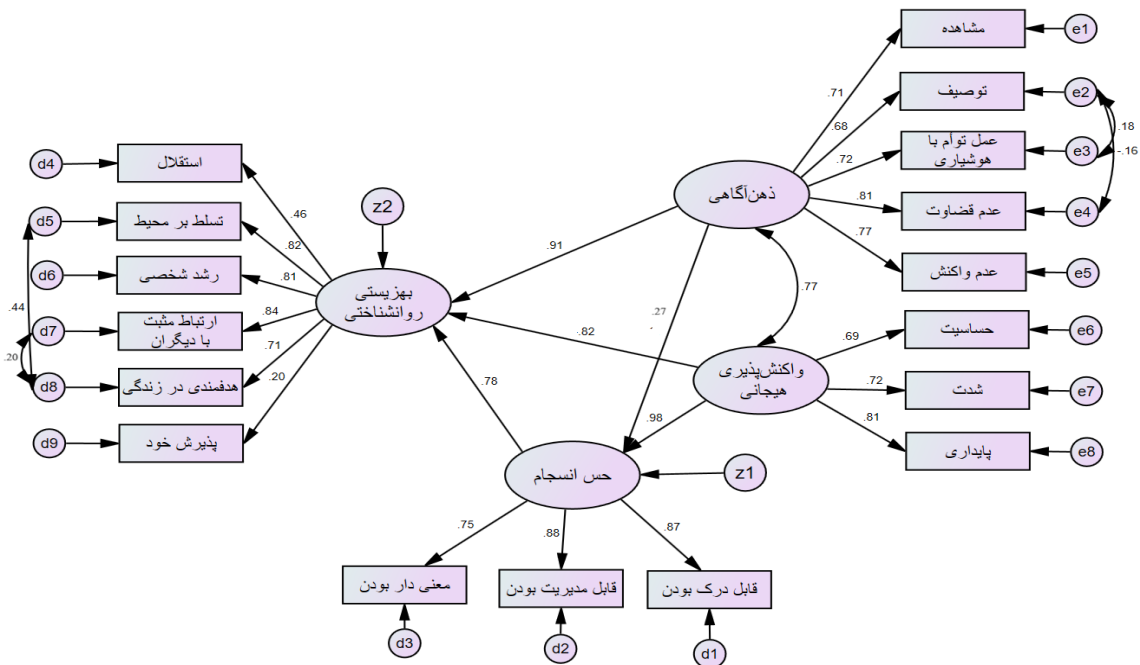 مشاهده
e1
توصیف
e2
.18
-.16
عمل توأم با
هوشیاری
e3
عدم قضاوت
e4
عدم واکنش
e5
.71
.68
.72
.81
.77
ذهن‌آگاهی
d4
استقلال
z2
d5
تسلط بر محیط
.46
.82
.91
d6
رشد شخصی
.81
بهزیستی
روانشناختی
.44
d7
ارتباط مثبت
با دیگران
.84
.27
.77
.20
d8
هدفمندی در زندگی
.71
.20
.82
d9
پذیرش خود
.78
.98
واکنش‌پذیری
هیجانی
.69
.72
.81
حساسیت
e6
شدت
e7
پایداری
e8
حس انسجام
z1
.75
.88
.87
معنی دار بودن
قابل مدیریت بودن
قابل درک بودن
d3
d2
d1